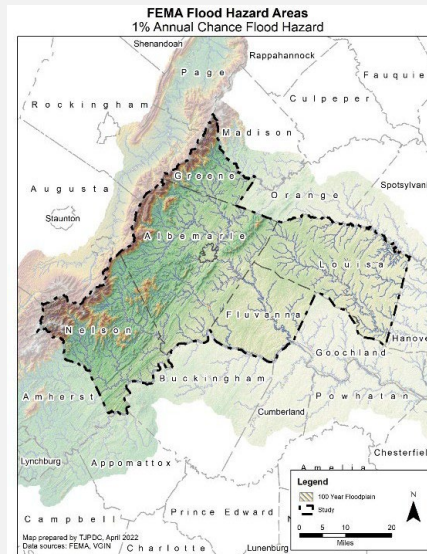 FEMA Flood Hazard Areas
1% Annual Chance Flood Hazard
Shenandoah
Rappahannock
Page
Fauquier
Rockingham
Culpeper
Madison
Greene
Augusta
Orange
Spotsylvani
Staunton
Albemarle
Louisa
Nelson
Fluvanna
Hanove
Goochland
Buckingham
Amherst
Powhatan
Cumberland
Chesterfiel
Lynchburg
Appomattox
Amelia
Legend
100 Year Floodplain
Study
N
Prince Edward
N
Campbell
0 5 10 20
Miles
Map prepared by TJPDC, April 2022
Data sources: FEMA, VGIN
Charlotte
Lunenburg